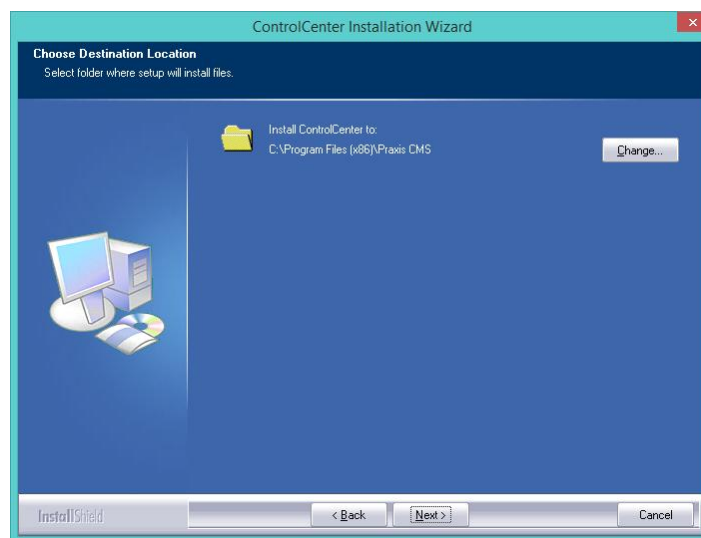 ControlCenter Installation Wizard
Choose Destination Location
Select folder where setup will install files.
Install ControlCenter to:
C:\Program Files (x86)\Praxis CMS
Change...
InstallShield
< Back
Next >
Cancel